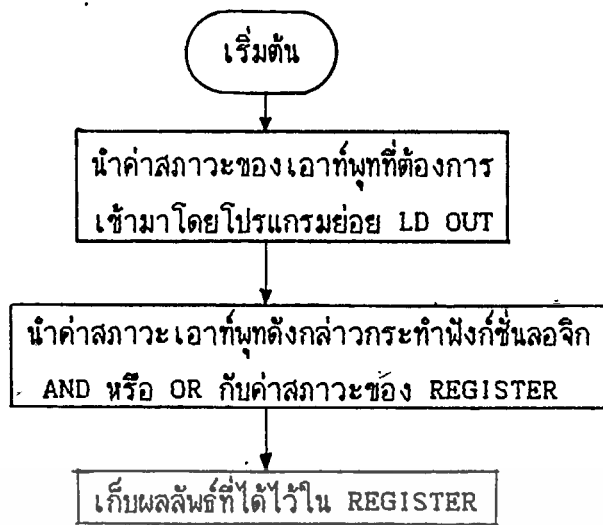 เริ่มต้น
นำค่าสภาวะของเอาท์พุทที่ต้องการ
เข้ามาโดยโปรแกรมย่อย LD OUT
นำค่าสภาวะเอาท์พุทดังกล่าวกระทำฟังก์ชั่นลอจิก
AND หรือ OR กับค่าสภาวะของ REGISTER
เก็บผลลัพธ์ที่ได้ไว้ใน REGISTER